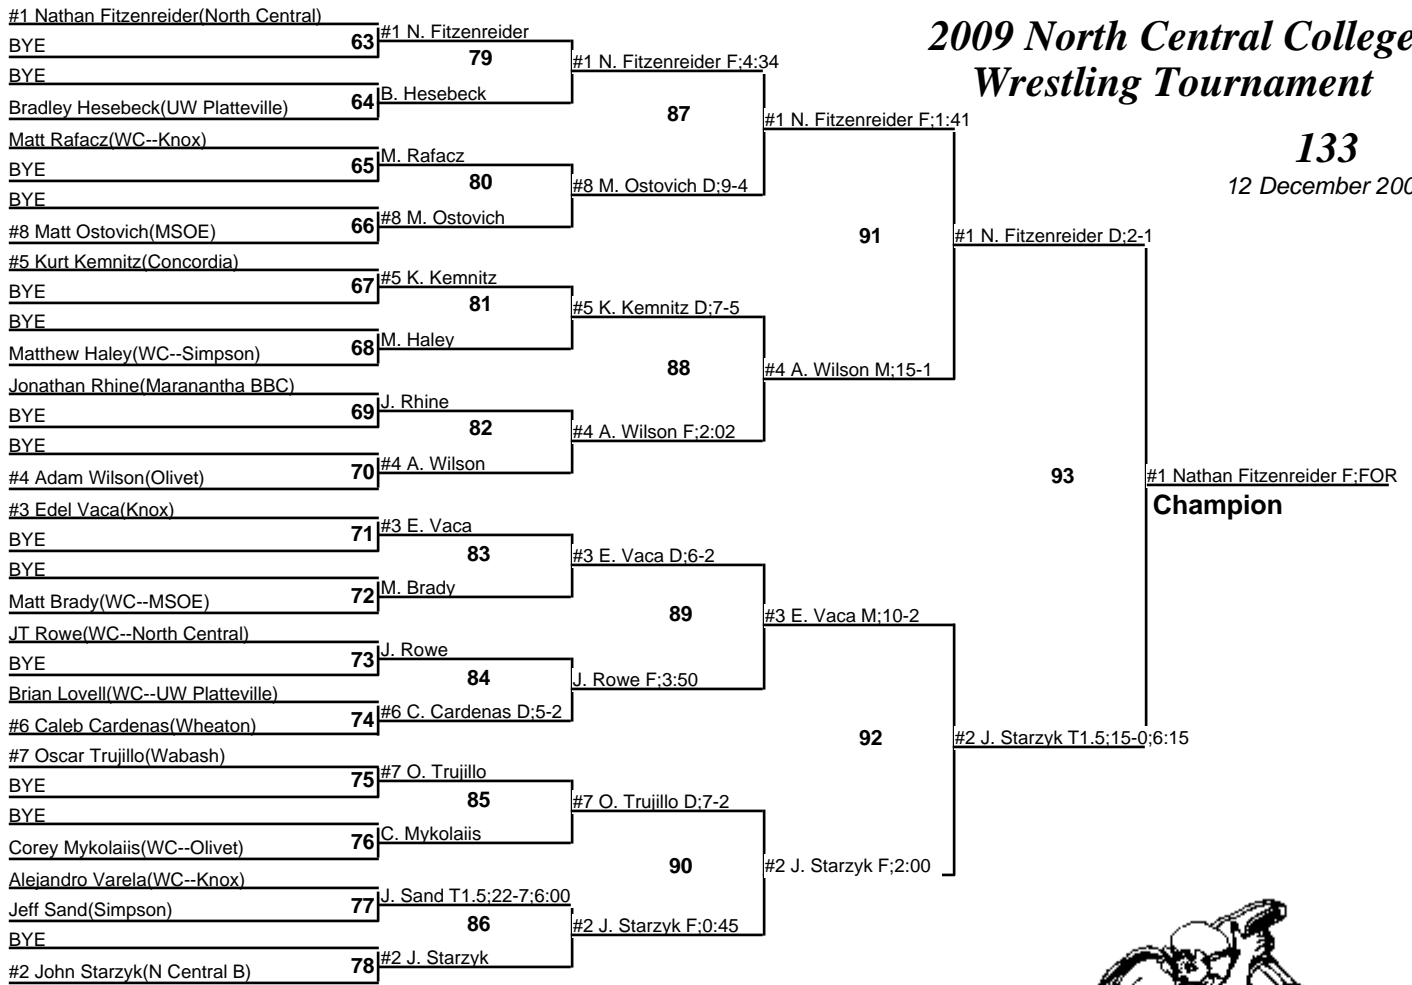 2009 North Central College
Wrestling Tournament
133
12 December 200
#1 Nathan Fitzenreider(North Central)
BYE
63
BYE
Bradley Hesebeck(UW Platteville)
64
Matt Rafacz(WC--Knox)
BYE
65
BYE
#8 Matt Ostovich(MSOE)
66
#5 Kurt Kemnitz(Concordia)
BYE
67
BYE
Matthew Haley(WC--Simpson)
68
Jonathan Rhine(Maranantha BBC)
BYE
69
BYE
#4 Adam Wilson(Olivet)
70
#3 Edel Vaca(Knox)
BYE
71
BYE
Matt Brady(WC--MSOE)
72
JT Rowe(WC--North Central)
BYE
73
Brian Lovell(WC--UW Platteville)
#6 Caleb Cardenas(Wheaton)
74
#7 Oscar Trujillo(Wabash)
BYE
75
BYE
Corey Mykolaiis(WC--Olivet)
76
Alejandro Varela(WC--Knox)
Jeff Sand(Simpson)
77
BYE
#2 John Starzyk(N Central B)
78
#1 N. Fitzenreider
79
B. Hesebeck
M. Rafacz
80
#8 M. Ostovich
#5 K. Kemnitz
81
M. Haley
J. Rhine
82
#4 A. Wilson
#3 E. Vaca
83
M. Brady
J. Rowe
84
#6 C. Cardenas D;5-2
#7 O. Trujillo
85
C. Mykolaiis
J. Sand T1.5;22-7;6:00
86
#2 J. Starzyk
#1 N. Fitzenreider F;4:34
87
#8 M. Ostovich D;9-4
#5 K. Kemnitz D;7-5
88
#4 A. Wilson F;2:02
#3 E. Vaca D;6-2
89
J. Rowe F;3:50
#7 O. Trujillo D;7-2
90
#2 J. Starzyk F;0:45
#1 N. Fitzenreider F;1:41
91
#4 A. Wilson M;15-1
#3 E. Vaca M;10-2
92
#2 J. Starzyk F;2:00
#1 N. Fitzenreider D;2-1
93
#2 J. Starzyk T1.5;15-0;6:15
#1 Nathan Fitzenreider F;FOR
Champion